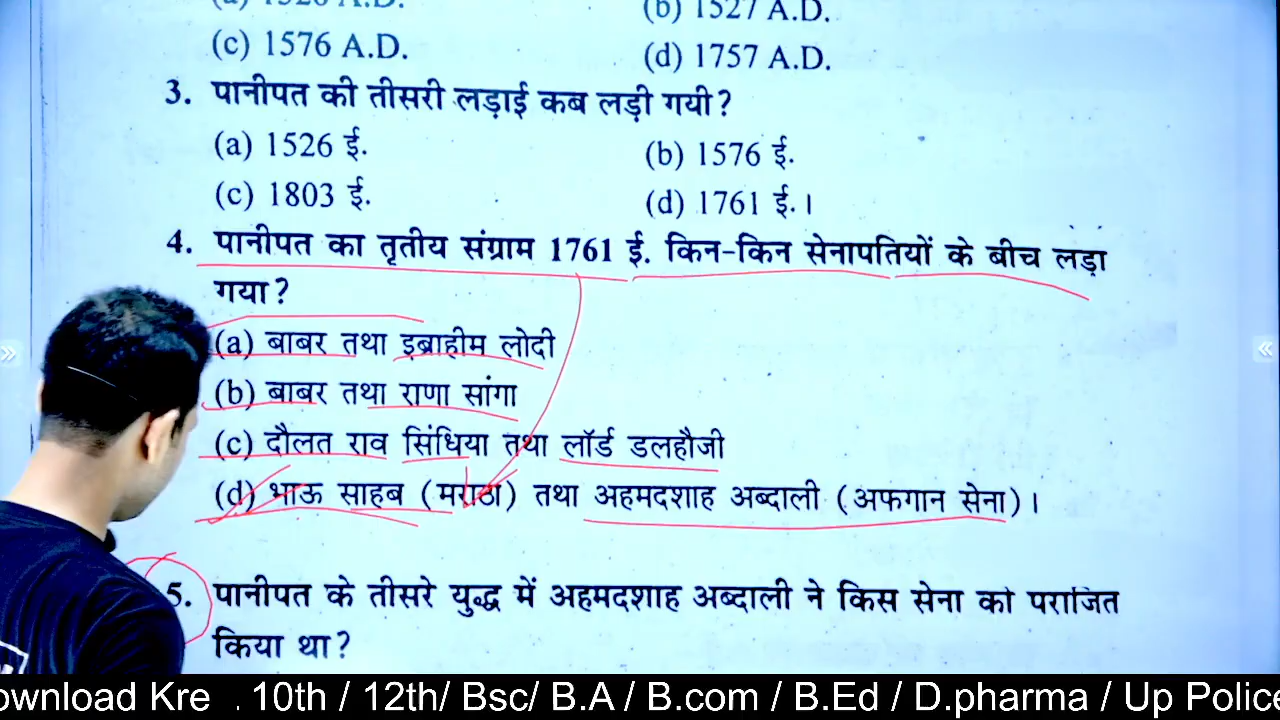 (a) 1526 A.D. (b) 1527 A.D.
(c) 1576 A.D. (d) 1757 A.D.
3. पानीपत की तीसरी लड़ाई कब लड़ी गयी?
(a) 1526 ई. (b) 1576 ई.
(c) 1803 ई. (d) 1761 ई.।
4. पानीपत का तृतीय संग्राम 1761 ई. किन-किन सेनापतियों के बीच लड़ा
गया?
(a) बाबर तथा इब्राहीम लोदी
(b) बाबर तथा राणा सांगा
(c) दौलत राव सिंधिया तथा लॉर्ड डलहौजी
(d) भाऊ साहब (मराठा) तथा अहमदशाह अब्दाली (अफगान सेना)।
5. पानीपत के तीसरे युद्ध में अहमदशाह अब्दाली ने किस सेना को पराजित
किया था?
ownload Kre . 10th / 12th/ Bsc/ B.A / B.com / B.Ed / D.pharma / Up Police